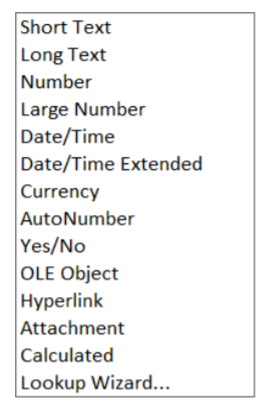 Short Text
Long Text
Number
Large Number
Date/Time
Date/Time Extended
Currency
AutoNumber
Yes/No
OLE Object
Hyperlink
Attachment
Calculated
Lookup Wizard...